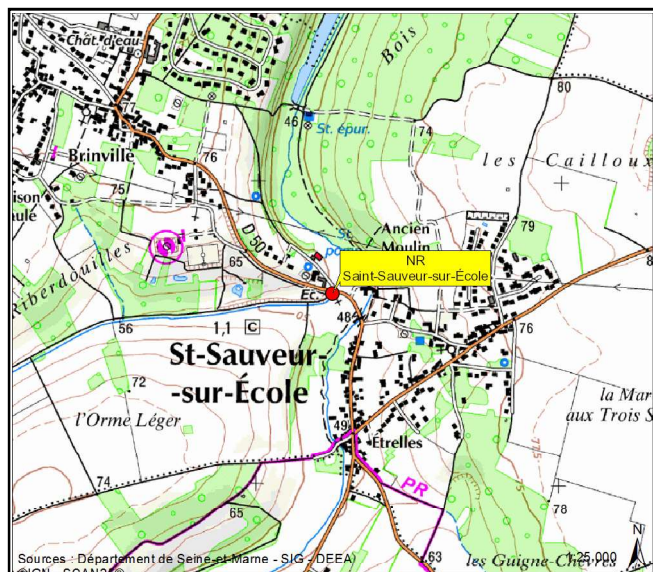 Chât. d'eau
Bois
80
77
46
St. épur.
74
Brinville
76
les Cailloux
75
Ancien
Moulin
79
D 50
65
NR
Saint-Sauveur-sur-École
Riberdouilles
Ec.
56
1,1
C
48
76
St-Sauveur-
-sur-École
72
l'Orme Léger
la Mar
aux Trois S
49
Étrelles
PR
74
65
78
63
les Guigne-Chèvres
N
1:25.000
Sources : Département de Seine-et-Marne - SIG - DEEA)